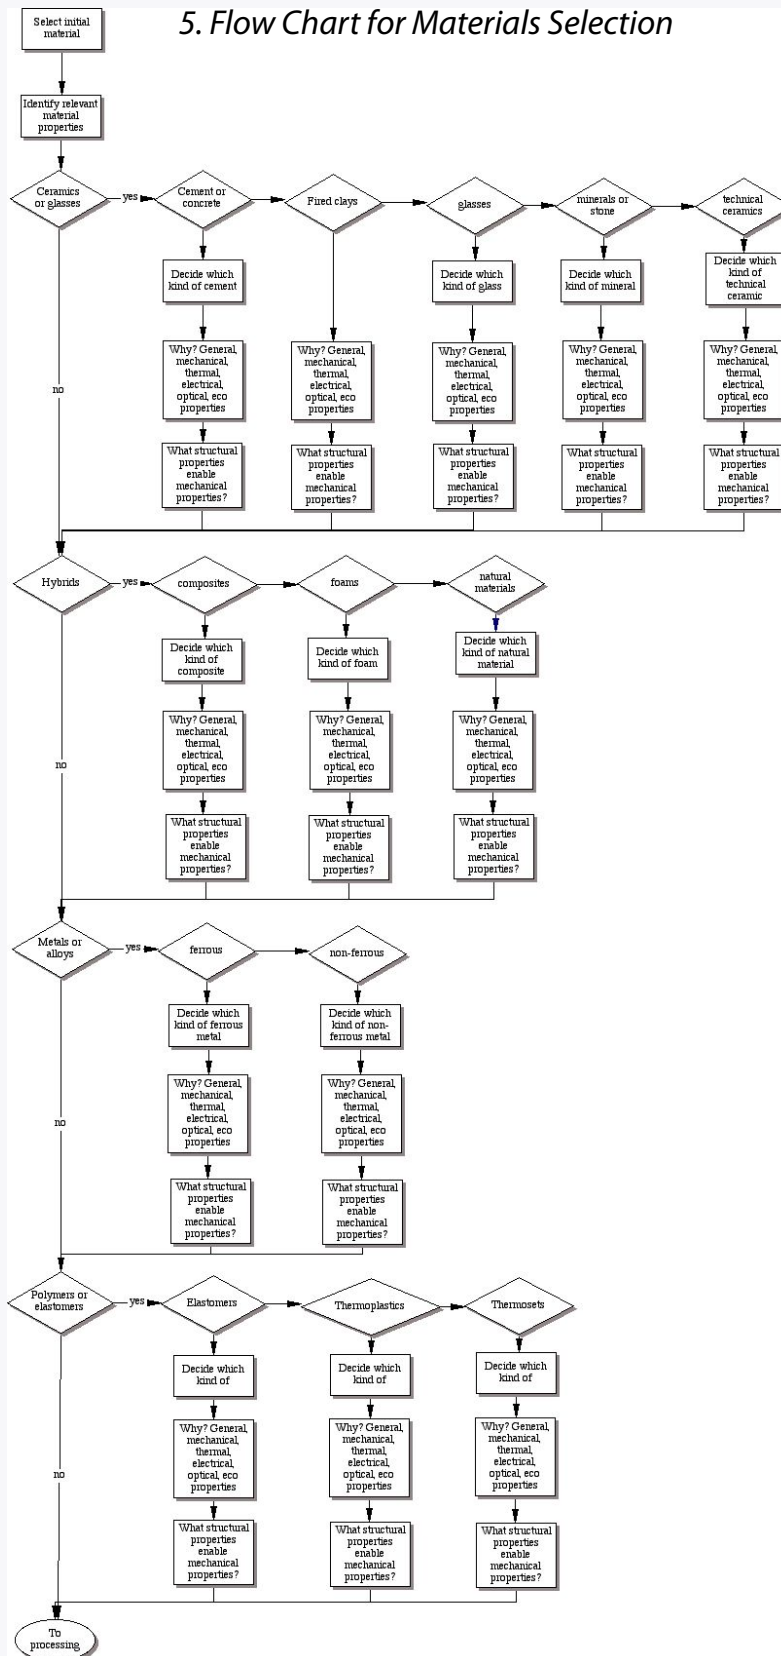 5. Flow Chart for Materials Selection
Select initial
material
Identify relevant
material
properties
Ceramics
or glasses
yes
Cement or
concrete
Fired clays
glasses
minerals or
stone
technical
ceramics
Decide which
kind of cement
Decide which
kind of glass
Decide which
kind of mineral
Decide which
kind of
technical
ceramic
Why? General,
mechanical,
thermal,
electrical,
optical, eco
properties
Why? General,
mechanical,
thermal,
electrical,
optical, eco
properties
Why? General,
mechanical,
thermal,
electrical,
optical, eco
properties
Why? General,
mechanical,
thermal,
electrical,
optical, eco
properties
Why? General,
mechanical,
thermal,
electrical,
optical, eco
properties
no
What structural
properties
enable
mechanical
properties?
What structural
properties
enable
mechanical
properties?
What structural
properties
enable
mechanical
properties?
What structural
properties
enable
mechanical
properties?
What structural
properties
enable
mechanical
properties?
Hybrids
yes
composites
foams
natural
materials
Decide which
kind of
composite
Decide which
kind of foam
Decide which
kind of natural
material
Why? General,
mechanical,
thermal,
electrical,
optical, eco
properties
Why? General,
mechanical,
thermal,
electrical,
optical, eco
properties
Why? General,
mechanical,
thermal,
electrical,
optical, eco
properties
no
What structural
properties
enable
mechanical
properties?
What structural
properties
enable
mechanical
properties?
What structural
properties
enable
mechanical
properties?
Metals or
alloys
yes
ferrous
non-ferrous
Decide which
kind of ferrous
metal
Decide which
kind of non-
ferrous metal
Why? General,
mechanical,
thermal,
electrical,
optical, eco
properties
Why? General,
mechanical,
thermal,
electrical,
optical, eco
properties
no
What structural
properties
enable
mechanical
properties?
What structural
properties
enable
mechanical
properties?
Polymers or
elastomers
yes
Elastomers
Thermoplastics
Thermosets
Decide which
kind of
Decide which
kind of
Decide which
kind of
Why? General,
mechanical,
thermal,
electrical,
optical, eco
properties
Why? General,
mechanical,
thermal,
electrical,
optical, eco
properties
Why? General,
mechanical,
thermal,
electrical,
optical, eco
properties
no
What structural
properties
enable
mechanical
properties?
What structural
properties
enable
mechanical
properties?
What structural
properties
enable
mechanical
properties?
To
processing